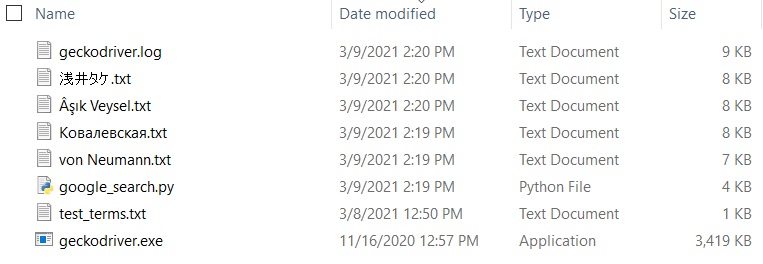 Name Date modified Type Size
geckodriver.log 3/9/2021 2:20 PM Text Document 9 KB
浅井ﾀｹ.txt 3/9/2021 2:20 PM Text Document 8 KB
Âşık Veysel.txt 3/9/2021 2:20 PM Text Document 8 KB
Ковалевская.txt 3/9/2021 2:19 PM Text Document 8 KB
von Neumann.txt 3/9/2021 2:19 PM Text Document 7 KB
google_search.py 3/9/2021 2:19 PM Python File 4 KB
test_terms.txt 3/8/2021 12:50 PM Text Document 1 KB
geckodriver.exe 11/16/2020 12:57 PM Application 3,419 KB